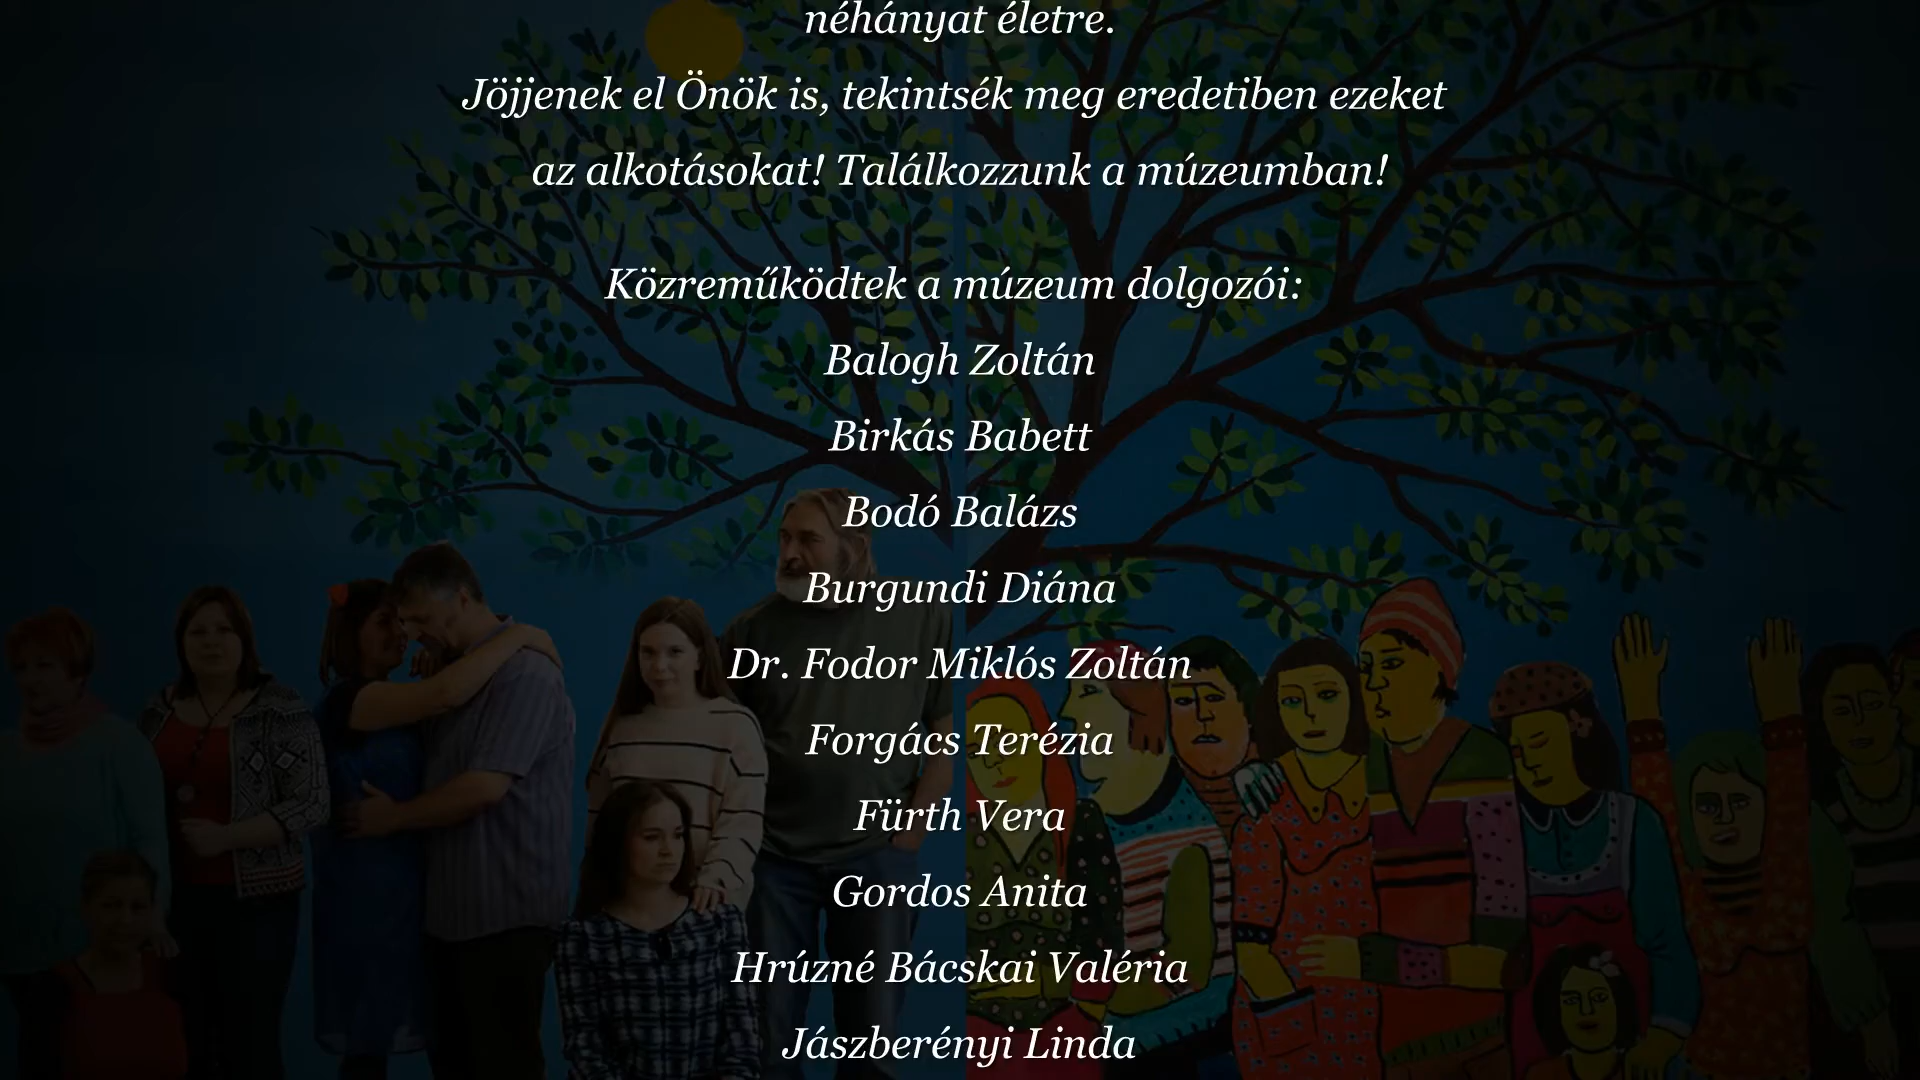 néhányat életre.
Jöjjenek el Önök is, tekintsék meg eredetiben ezeket
az alkotásokat! Találkozzunk a múzeumban!
Közreműködtek a múzeum dolgozói:
Balogh Zoltán
Birkás Babett
Bodó Balázs
Burgundi Diána
Dr. Fodor Miklós Zoltán
Forgács Terézia
Fürth Vera
Gordos Anita
Hrúzné Bácskai Valéria
Jászberényi Linda